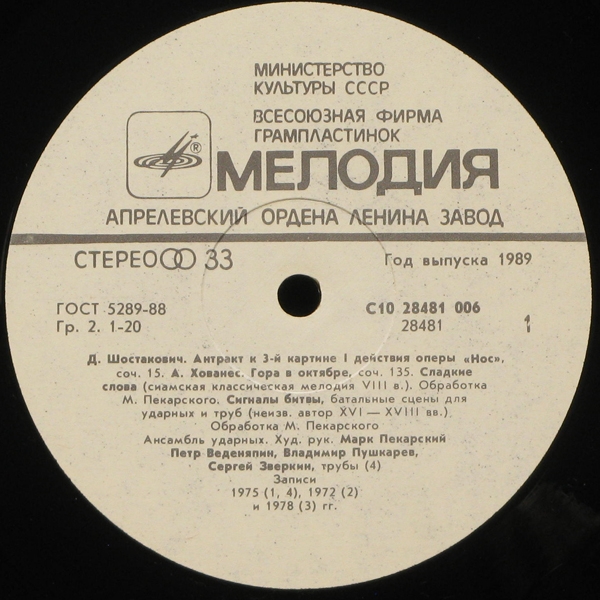 МИНИСТЕРСТВО
КУЛЬТУРЫ СССР
ВСЕСОЮЗНАЯ ФИРМА
ГРАМПЛАСТИНОК
®
МЕЛОДИЯ
АПРЕЛЕВСКИЙ ОРДЕНА ЛЕНИНА ЗАВОД
СТЕРЕО 33
Год выпуска 1989
ГОСТ 5289-88
С10 28481 006
Гр. 2. 1-20
28481
1
Д. Шостакович. Антракт к 3-й картине I действия оперы «Нос»,
соч. 15. А. Хованес. Гора в октябре, соч. 135. Сладкие
слова (сиамская классическая мелодия VIII в.). Обработка
М. Пекарского. Сигналы битвы, батальные сцены для
ударных и труб (неизв. автор XVI — XVIII вв.).
Обработка М. Пекарского
Ансамбль ударных. Худ. рук. Марк Пекарский
Петр Веденяпин, Владимир Пушкарев,
Сергей Зверкин, трубы (4)
Записи
1975 (1, 4), 1972 (2)
и 1978 (3) гг.